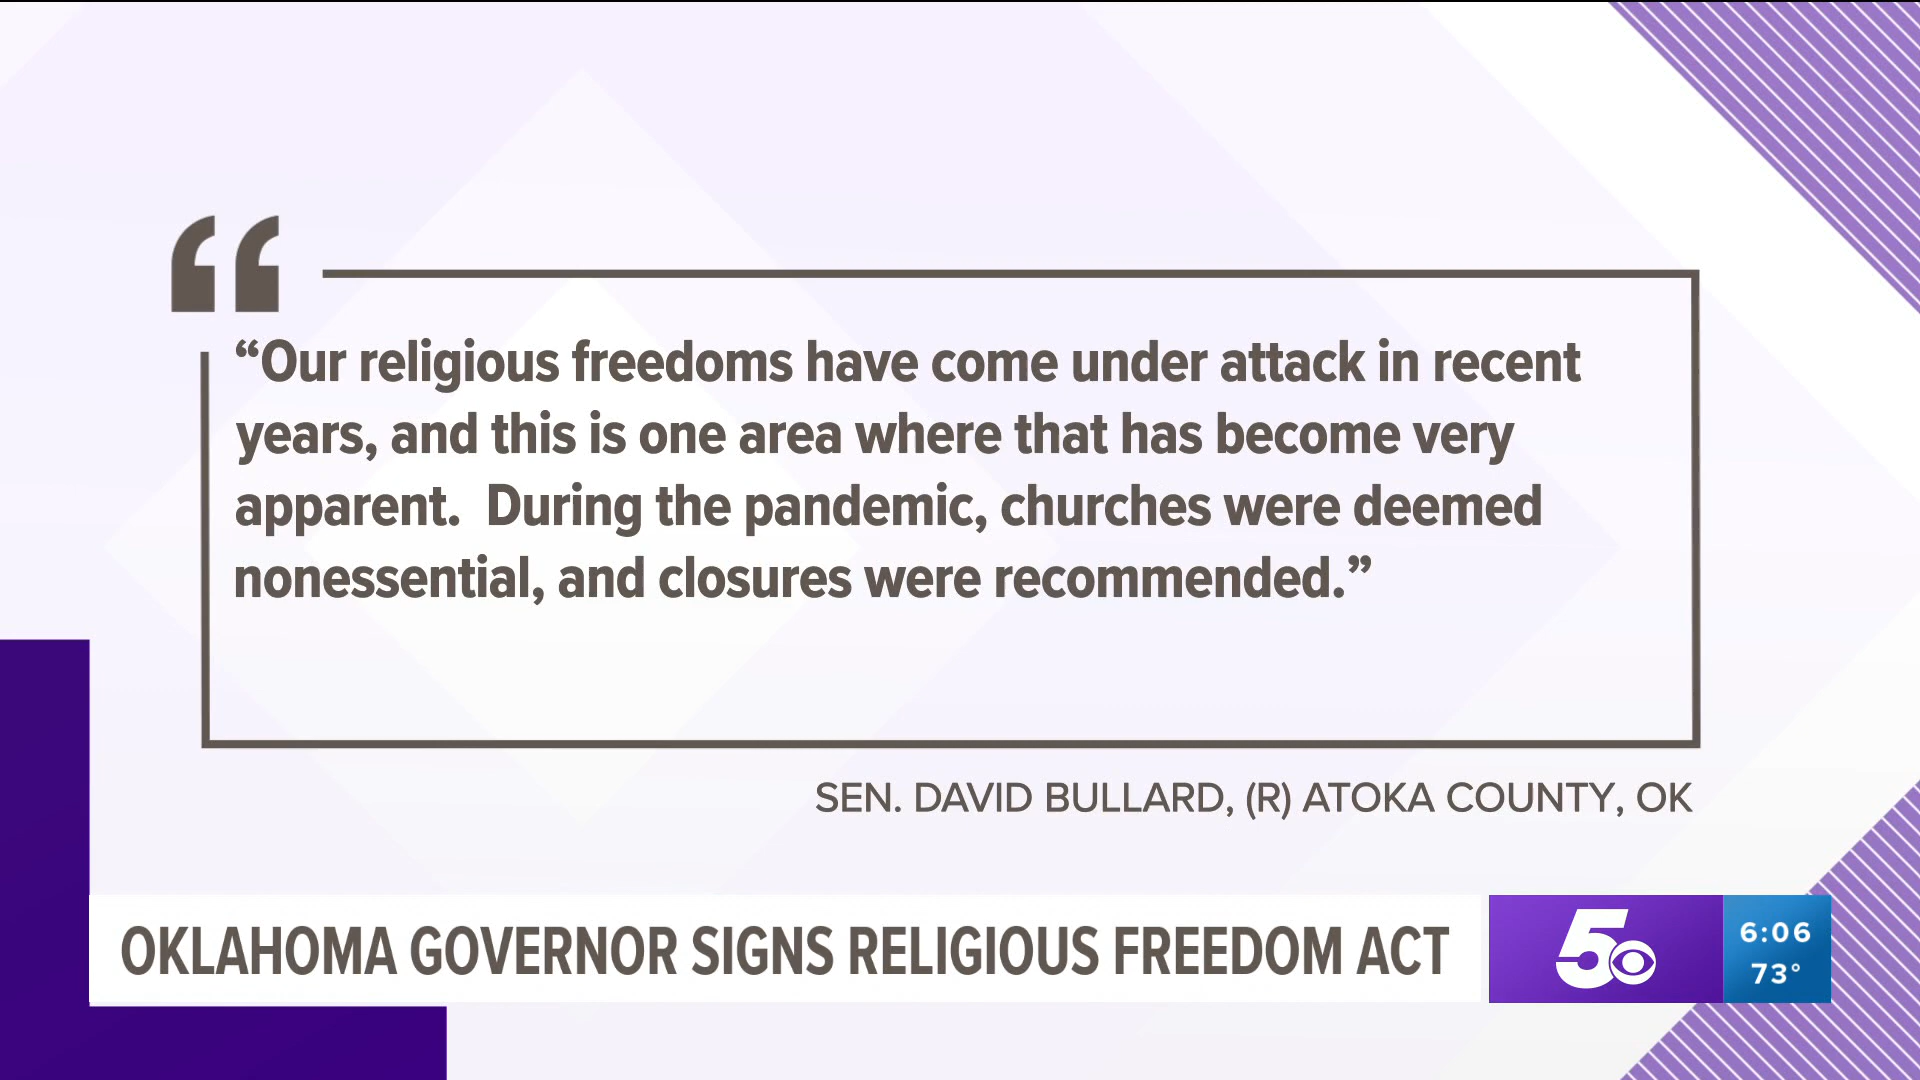 “Our religious freedoms have come under attack in recent
years, and this is one area where that has become very
apparent.  During the pandemic, churches were deemed
nonessential, and closures were recommended.”
SEN. DAVID BULLARD, (R) ATOKA COUNTY, OK
OKLAHOMA GOVERNOR SIGNS RELIGIOUS FREEDOM ACT
5
6:06
73°